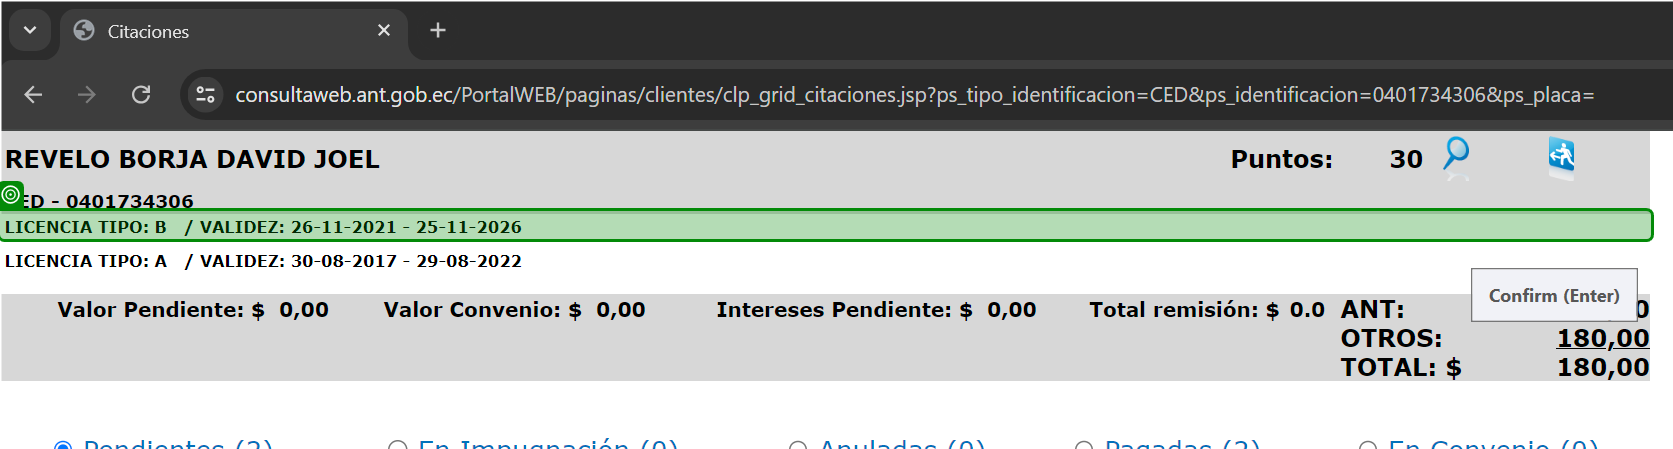 Citaciones
consultaweb.ant.gob.ec/PortalWEB/paginas/clientes/clp_grid_citaciones.jsp?ps_tipo_identificacion=CED&ps_identificacion=0401734306&ps_placa=
REVELO BORJA DAVID JOEL Puntos: 30
ED - 0401734306
LICENCIA TIPO: B / VALIDEZ: 26-11-2021 - 25-11-2026
LICENCIA TIPO: A / VALIDEZ: 30-08-2017 - 29-08-2022
Confirm (Enter)
Valor Pendiente: $ 0,00 Valor Convenio: $ 0,00 Intereses Pendiente: $ 0,00 Total remisión: $ 0.0 ANT: 0
OTROS: 180,00
TOTAL: $ 180,00
Pendientes (2) En Impugnación (0) Anuladas (0) Pagadas (2) En Convenio (0)